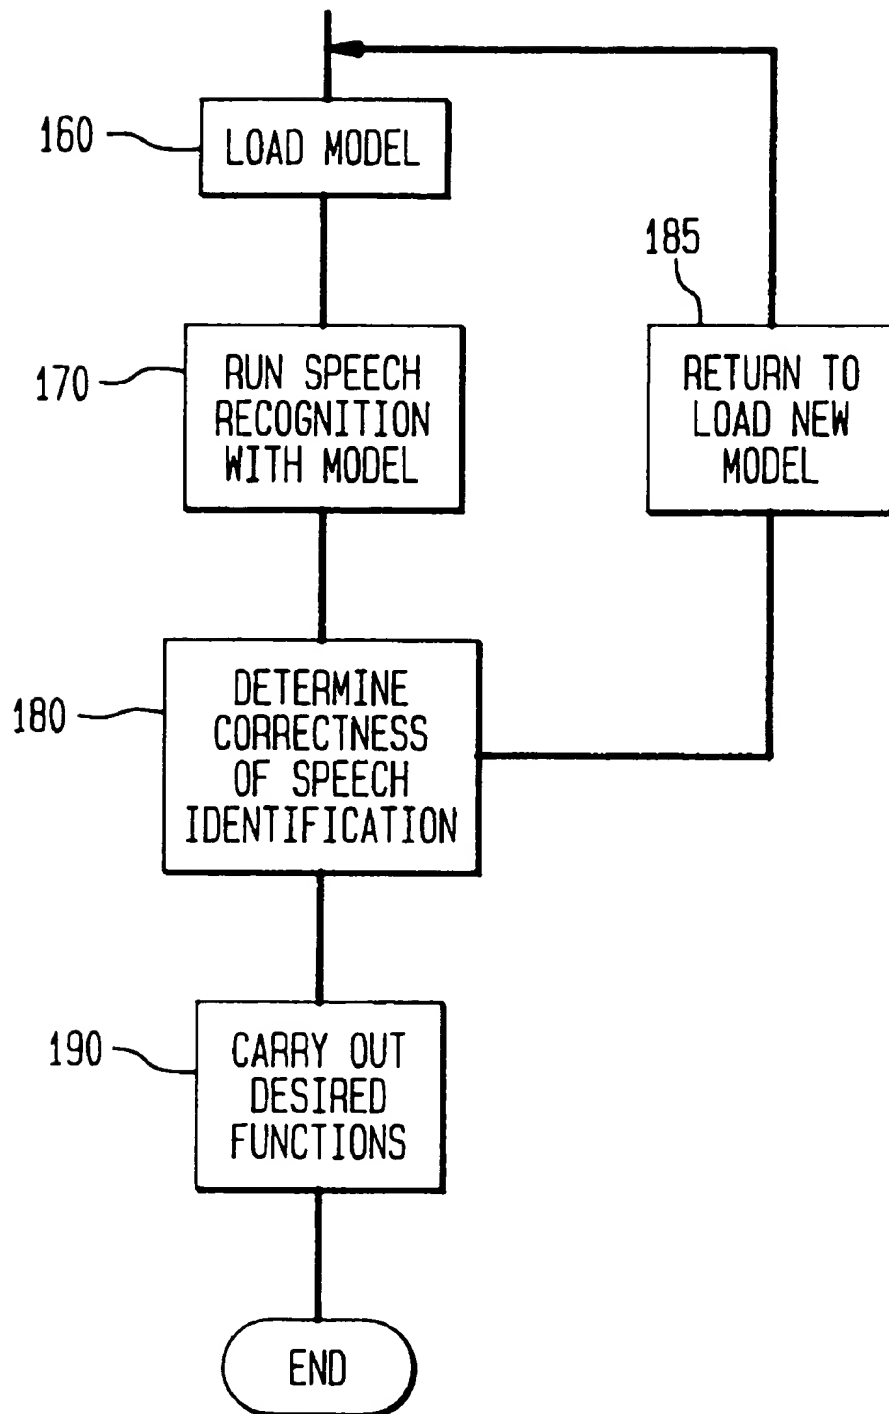 160
LOAD MODEL
185
170
RUN SPEECH
RECOGNITION
WITH MODEL
RETURN TO
LOAD NEW
MODEL
180
DETERMINE
CORRECTNESS
OF SPEECH
IDENTIFICATION
190
CARRY OUT
DESIRED
FUNCTIONS
END